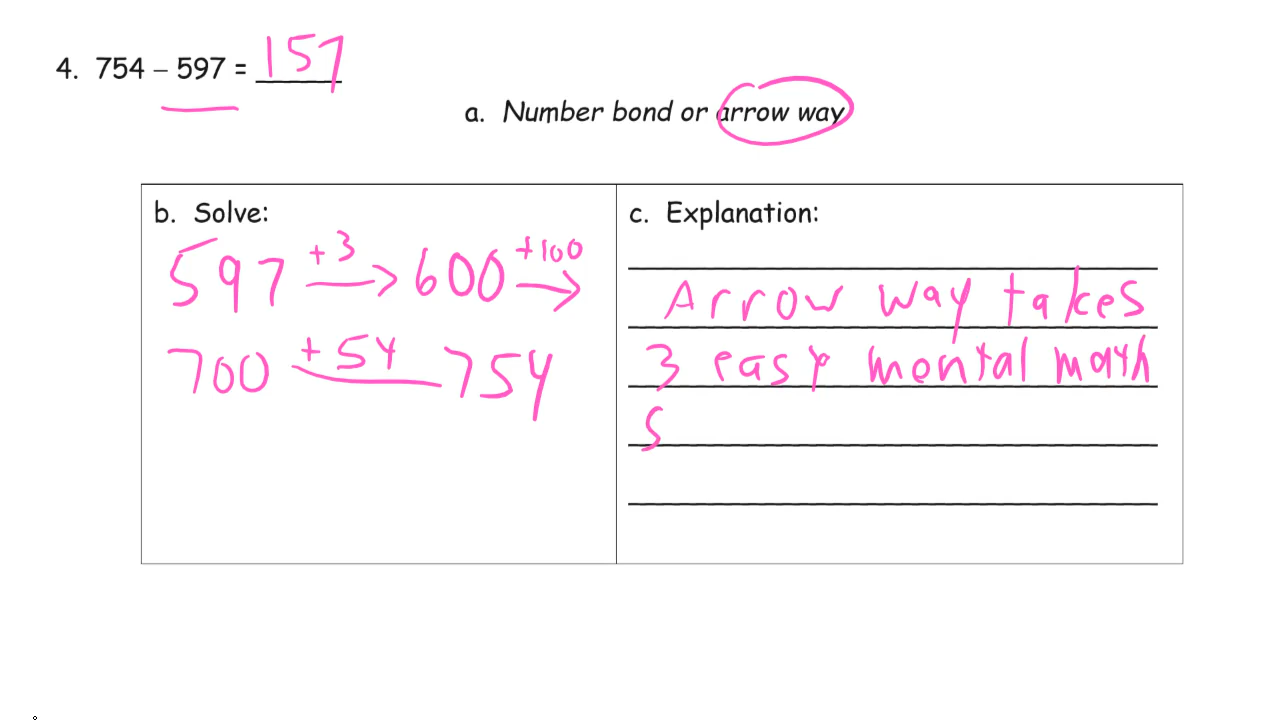 4. 754 – 597 = 157
a. Number bond or arrow way
b. Solve:
597 +3 → 600 +100 →
700 +54 754
c. Explanation:
Arrow way takes
3 easy mental math
s